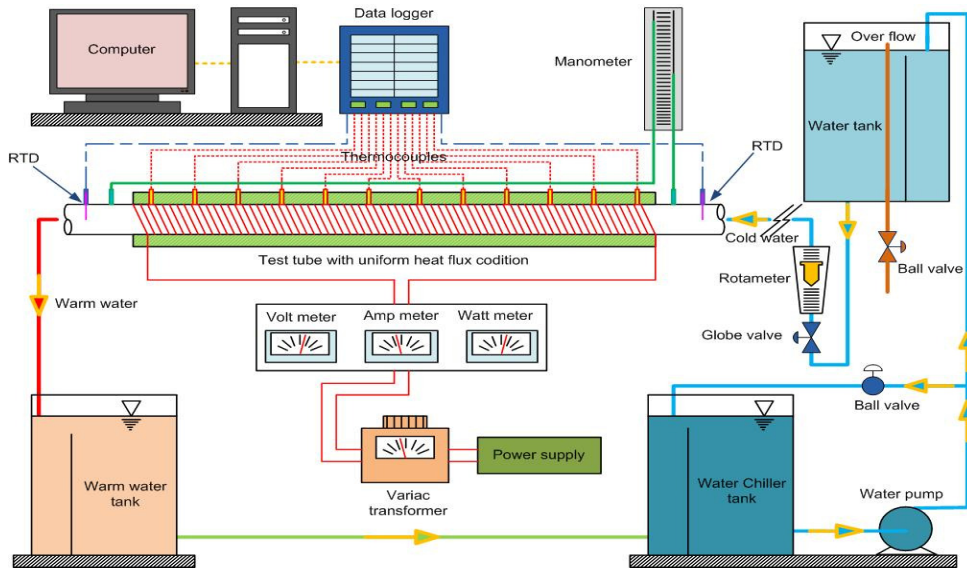 Data logger
Computer
Manometer
Over flow
Water tank
RTD
Thermocouples
RTD
Cold water
Test tube with uniform heat flux codition
Rotameter
Ball valve
Warm water
Volt meter
Amp meter
Watt meter
Globe valve
Ball valve
Power supply
Warm water
tank
Variac
transformer
Water Chiller
tank
Water pump